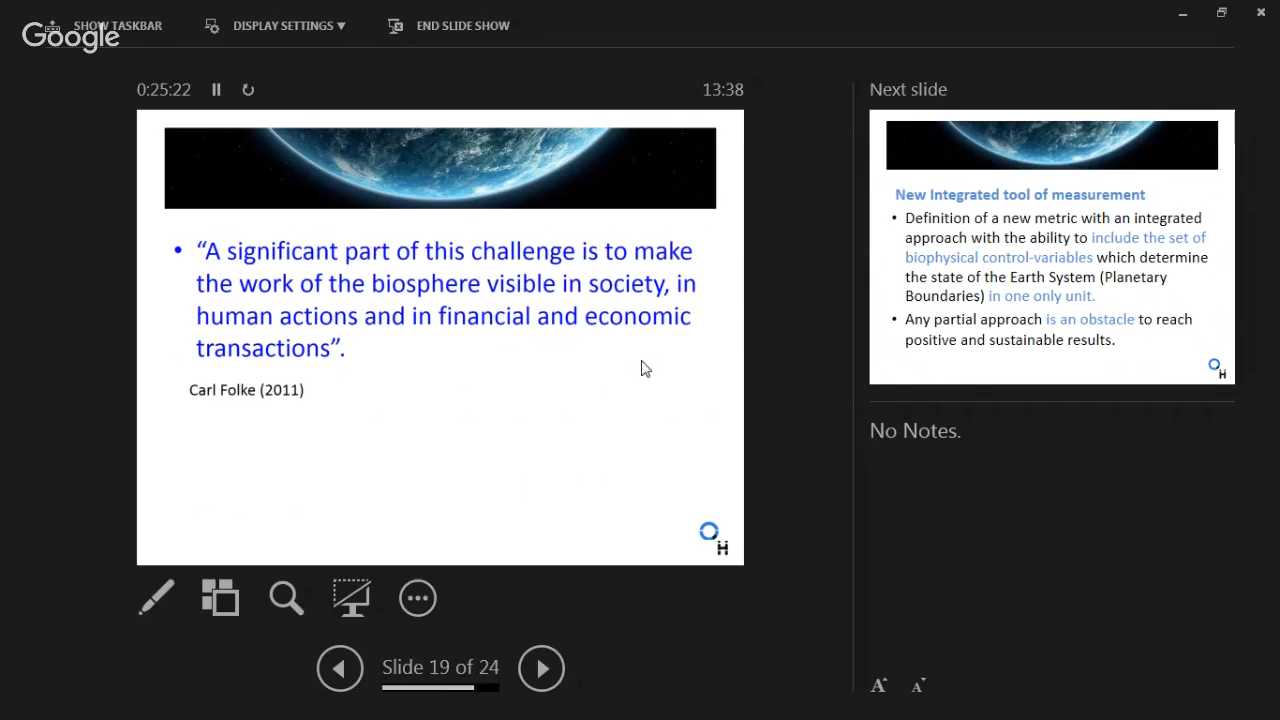 SHOW TASKBAR
DISPLAY SETTINGS ▼
END SLIDE SHOW
Google
0:25:22
13:38
• “A significant part of this challenge is to make
the work of the biosphere visible in society, in
human actions and in financial and economic
transactions”.
Carl Folke (2011)
H
Slide 19 of 24
Next slide
New Integrated tool of measurement
• Definition of a new metric with an integrated
approach with the ability to include the set of
biophysical control-variables which determine
the state of the Earth System (Planetary
Boundaries) in one only unit.
• Any partial approach is an obstacle to reach
positive and sustainable results.
H
No Notes.
A A